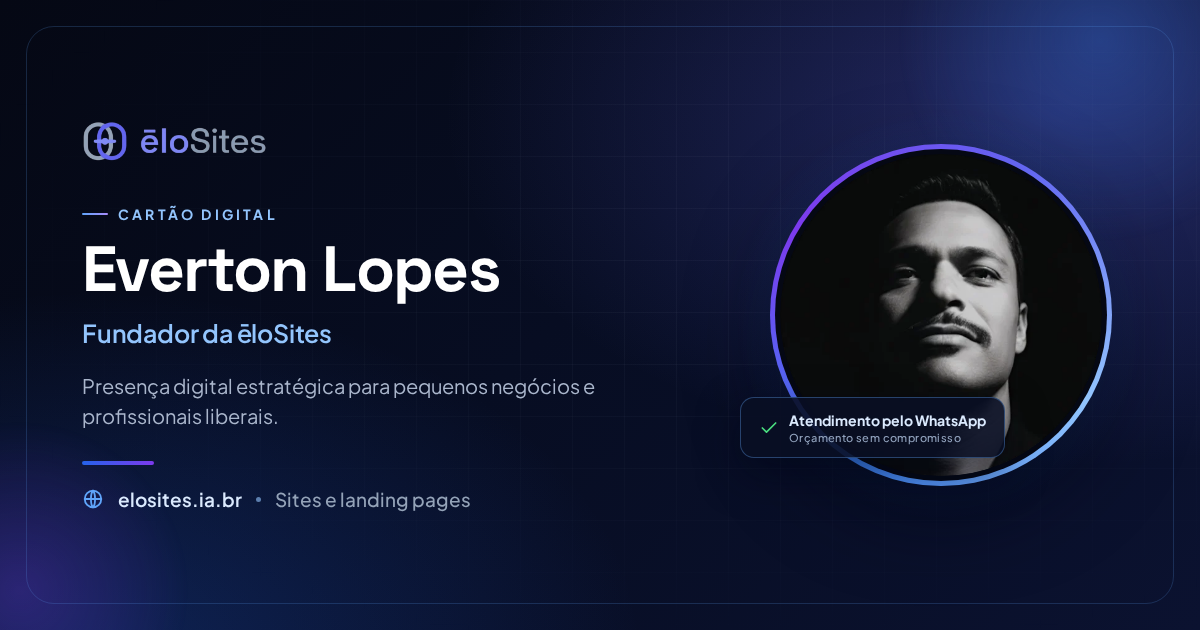 ēloSites
CARTÃO DIGITAL
Everton Lopes
Fundador da ēloSites
Presença digital estratégica para pequenos negócios e
profissionais liberais.
elosites.ia.br • Sites e landing pages
Atendimento pelo WhatsApp
Orçamento sem compromisso